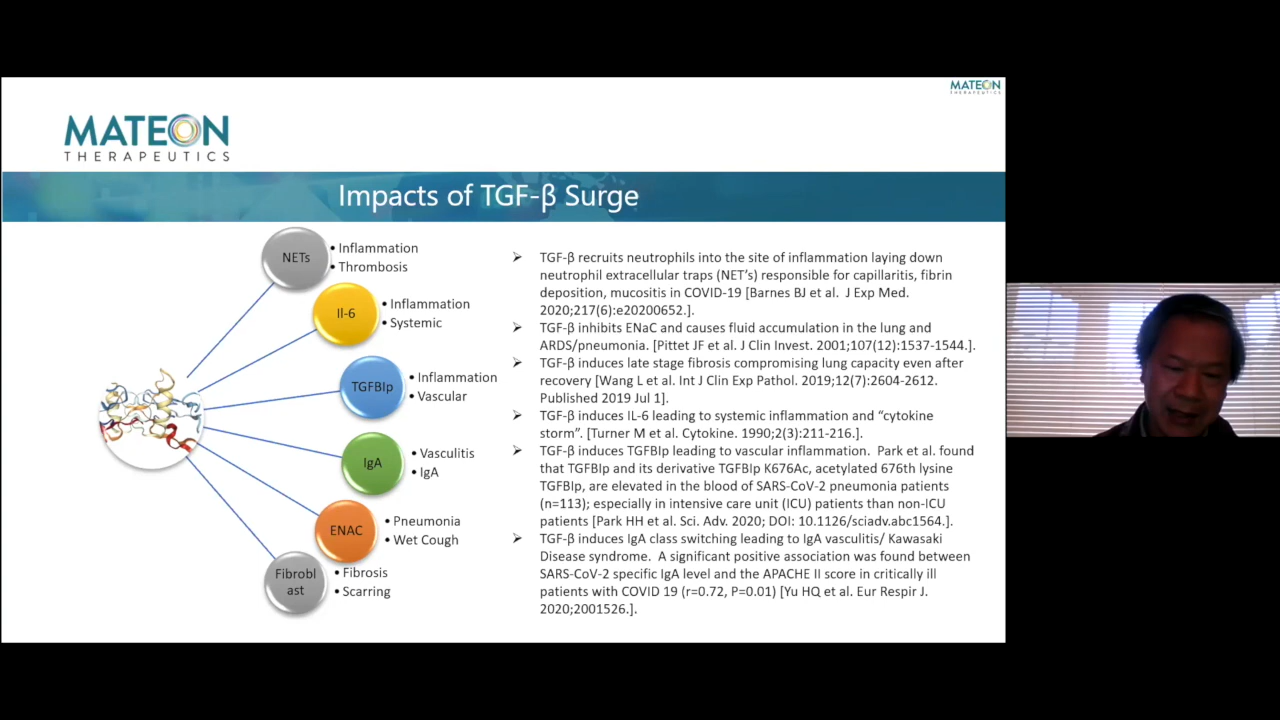 MATEON
THERAPEUTICS
MATEON
THERAPEUTICS
Impacts of TGF-β Surge
NETs
• Inflammation
• Thrombosis
Il-6
• Inflammation
• Systemic
TGFBIp
• Inflammation
• Vascular
IgA
• Vasculitis
• IgA
ENAC
• Pneumonia
• Wet Cough
Fibrobl
ast
• Fibrosis
• Scarring
➢ TGF-β recruits neutrophils into the site of inflammation laying down
neutrophil extracellular traps (NET’s) responsible for capillaritis, fibrin
deposition, mucositis in COVID-19 [Barnes BJ et al.  J Exp Med.
2020;217(6):e20200652.].
➢ TGF-β inhibits ENaC and causes fluid accumulation in the lung and
ARDS/pneumonia. [Pittet JF et al. J Clin Invest. 2001;107(12):1537-1544.].
➢ TGF-β induces late stage fibrosis compromising lung capacity even after
recovery [Wang L et al. Int J Clin Exp Pathol. 2019;12(7):2604-2612.
Published 2019 Jul 1].
➢ TGF-β induces IL-6 leading to systemic inflammation and “cytokine
storm”. [Turner M et al. Cytokine. 1990;2(3):211-216.].
➢ TGF-β induces TGFBIp leading to vascular inflammation.  Park et al. found
that TGFBIp and its derivative TGFBIp K676Ac, acetylated 676th lysine
TGFBIp, are elevated in the blood of SARS-CoV-2 pneumonia patients
(n=113); especially in intensive care unit (ICU) patients than non-ICU
patients [Park HH et al. Sci. Adv. 2020; DOI: 10.1126/sciadv.abc1564.].
➢ TGF-β induces IgA class switching leading to IgA vasculitis/ Kawasaki
Disease syndrome.  A significant positive association was found between
SARS-CoV-2 specific IgA level and the APACHE II score in critically ill
patients with COVID 19 (r=0.72, P=0.01) [Yu HQ et al. Eur Respir J.
2020;2001526.].